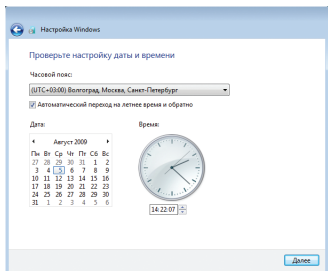 Настройка Windows
Проверьте настройку даты и времени
Часовой пояс:
(UTC+03:00) Волгоград, Москва, Санкт-Петербург
Автоматический переход на летнее время и обратно
Дата:
Время:
Август 2009
Пн Вт Ср Чт Пт Сб Вс
27 28 29 30 31 1 2
3 4 5 6 7 8 9
10 11 12 13 14 15 16
17 18 19 20 21 22 23
24 25 26 27 28 29 30
31 1 2 3 4 5 6
14:22:07
Далее